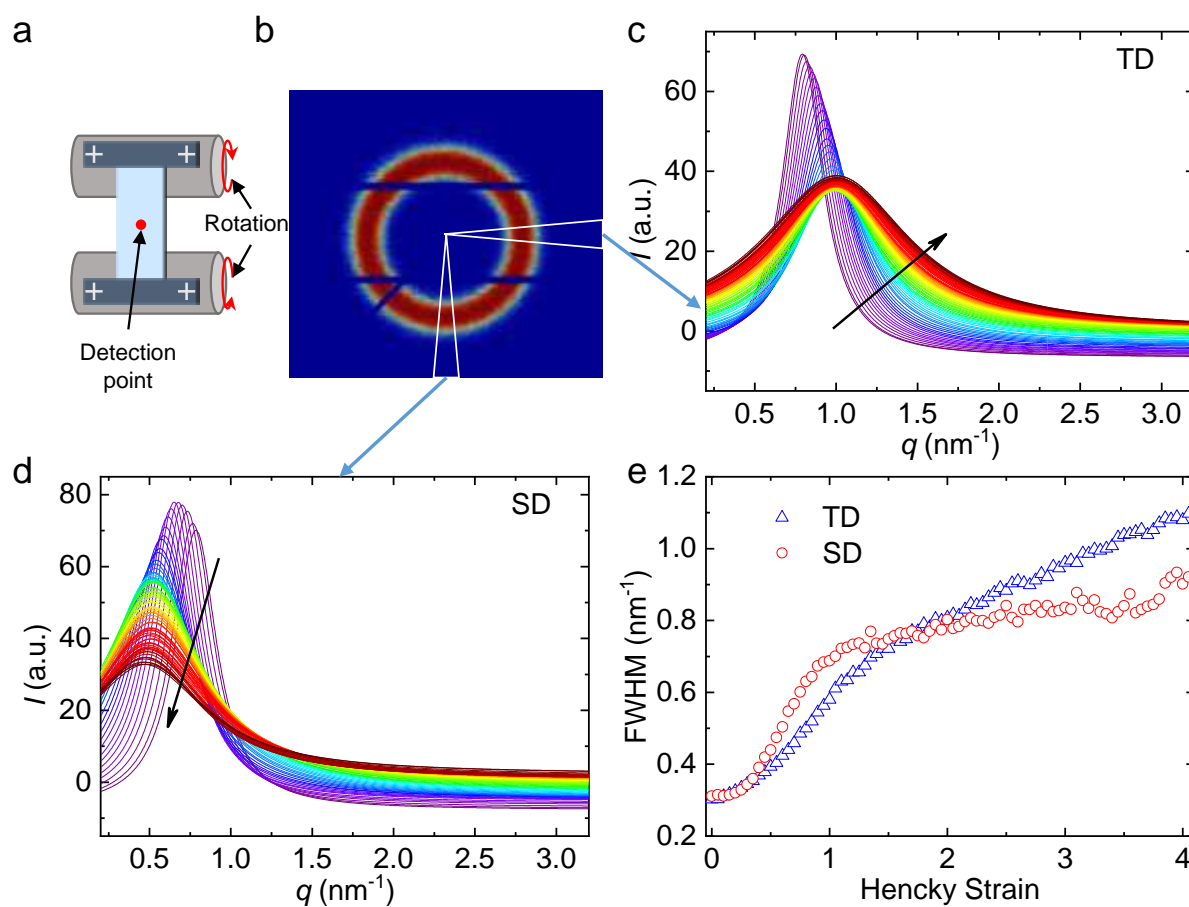 a
b
c
+ +
Rotation
+ +
Detection
point
TD
60
40
20
0
I (a.u.)
0.5 1.0 1.5 2.0 2.5 3.0
q (nm⁻¹)
d
SD
80
60
40
20
0
I (a.u.)
0.5 1.0 1.5 2.0 2.5 3.0
q (nm⁻¹)
e
TD
SD
1.2
1.0
0.8
0.6
0.4
0.2
FWHM (nm⁻¹)
0 1 2 3 4
Hencky Strain